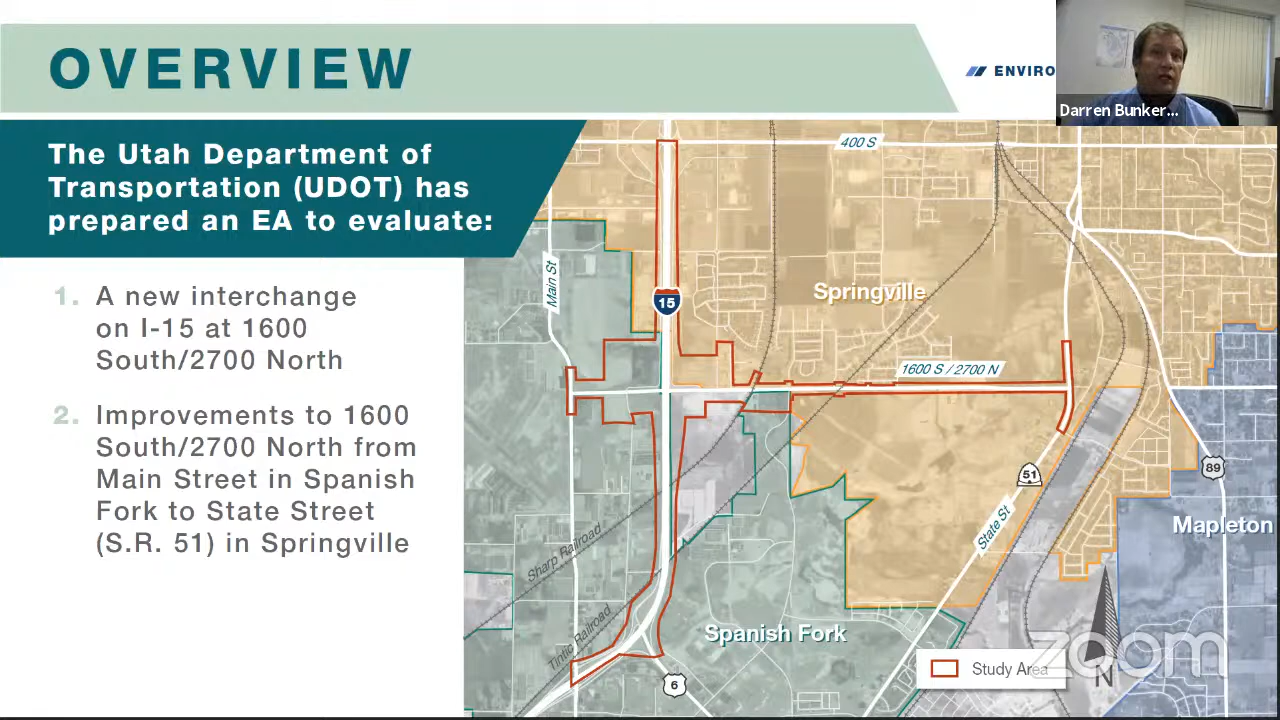 OVERVIEW
ENVIRO
Darren Bunker...
The Utah Department of
Transportation (UDOT) has
prepared an EA to evaluate:
1. A new interchange
on I-15 at 1600
South/2700 North
2. Improvements to 1600
South/2700 North from
Main Street in Spanish
Fork to State Street
(S.R. 51) in Springville
400 S
Main St
15
Springville
1600 S / 2700 N
51
89
State St
Mapleton
Sharp Railroad
Tintic Railroad
Spanish Fork
6
Study Area
N
zoom